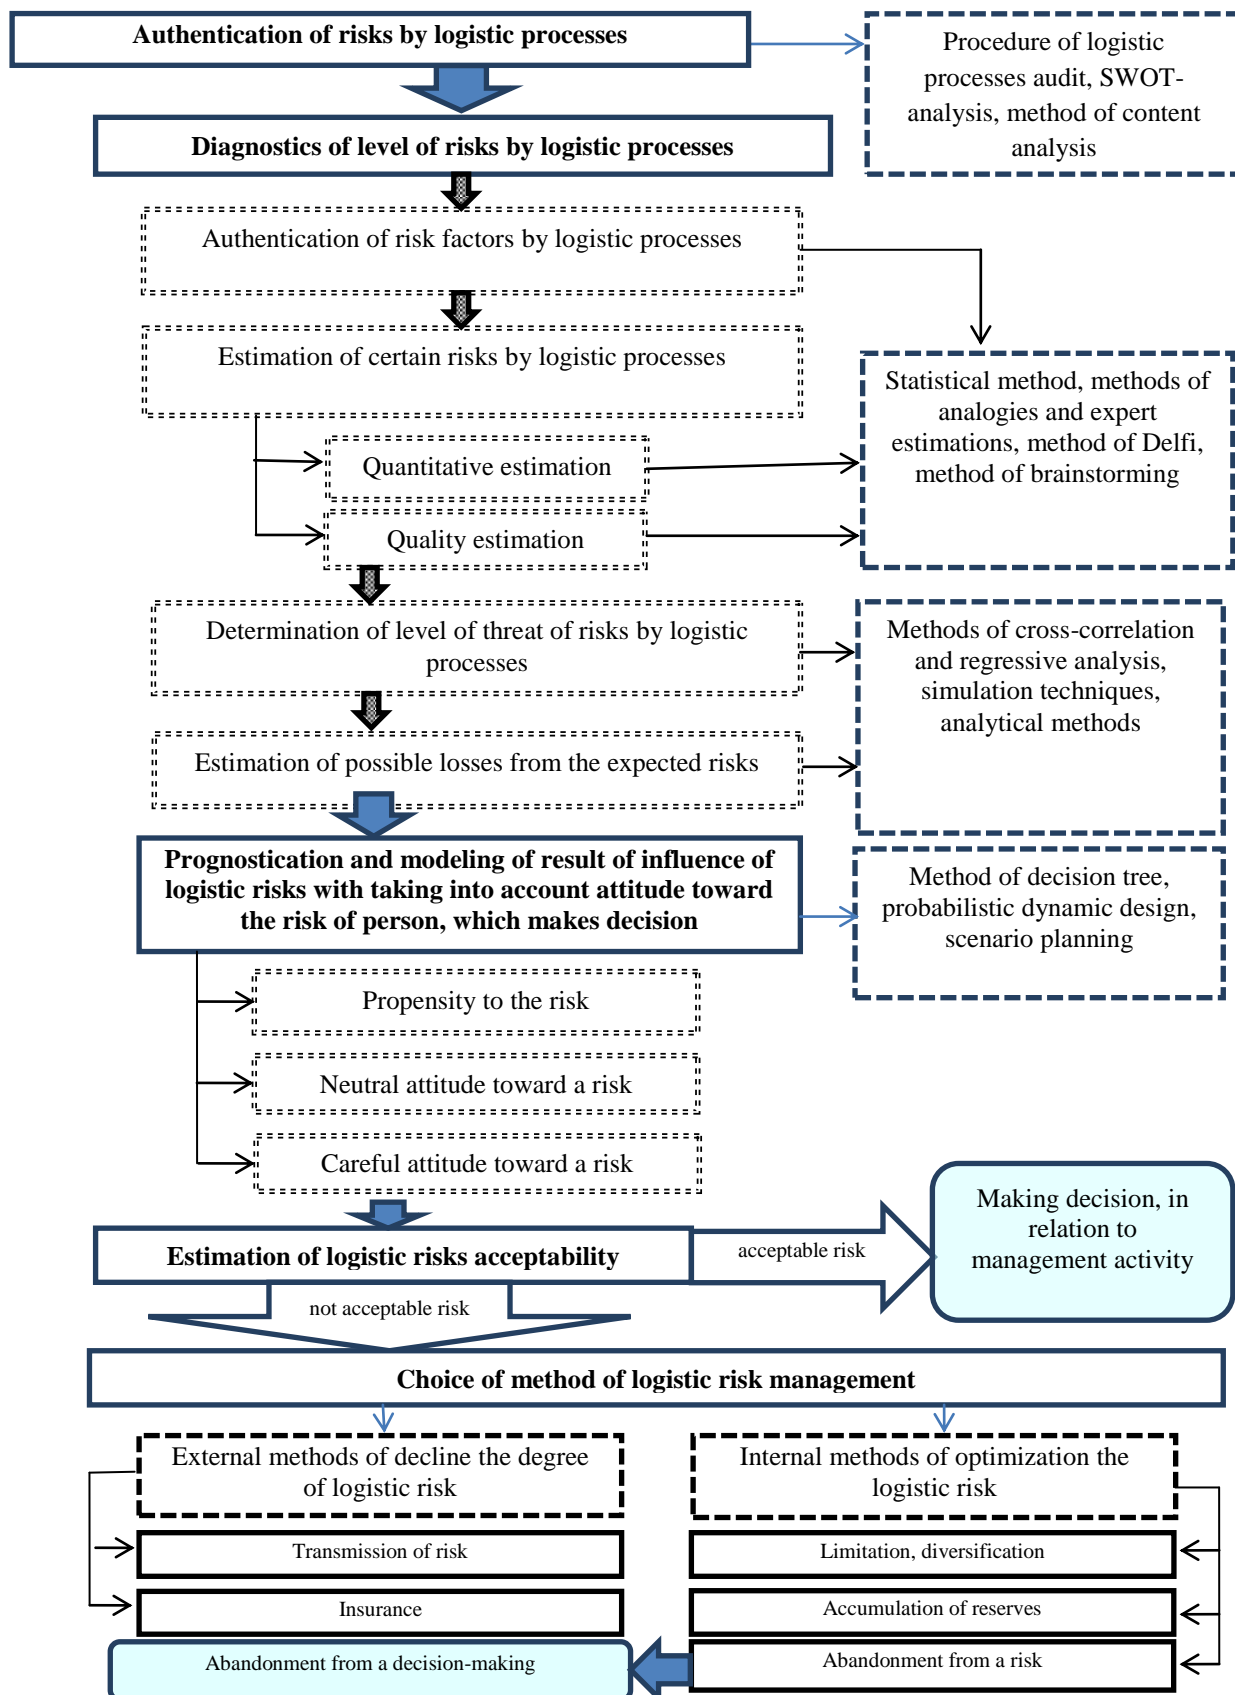 Authentication of risks by logistic processes
Procedure of logistic
processes audit, SWOT-
analysis, method of content
analysis
Diagnostics of level of risks by logistic processes
Authentication of risk factors by logistic processes
Estimation of certain risks by logistic processes
Statistical method, methods of
analogies and expert
estimations, method of Delfi,
method of brainstorming
Quantitative estimation
Quality estimation
Determination of level of threat of risks by logistic
processes
Methods of cross-correlation
and regressive analysis,
simulation techniques,
analytical methods
Estimation of possible losses from the expected risks
Prognostication and modeling of result of influence of
logistic risks with taking into account attitude toward
the risk of person, which makes decision
Method of decision tree,
probabilistic dynamic design,
scenario planning
Propensity to the risk
Neutral attitude toward a risk
Careful attitude toward a risk
Estimation of logistic risks acceptability
acceptable risk
Making decision, in
relation to
management activity
not acceptable risk
Choice of method of logistic risk management
External methods of decline the degree
of logistic risk
Internal methods of optimization the
logistic risk
Transmission of risk
Limitation, diversification
Insurance
Accumulation of reserves
Abandonment from a decision-making
Abandonment from a risk